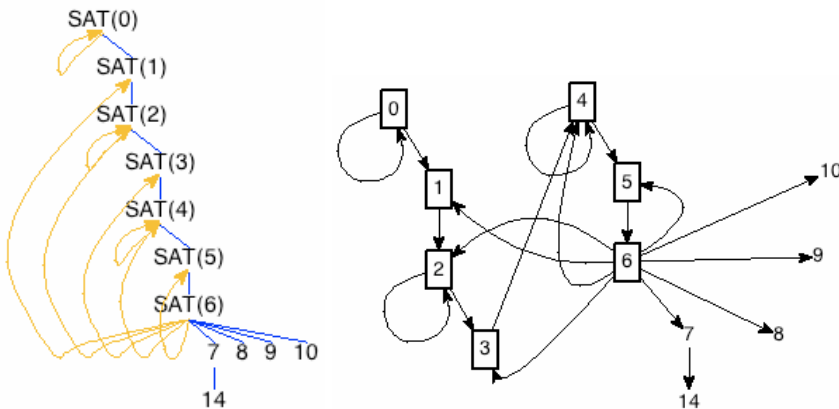 SAT(0)
SAT(1)
SAT(2)
SAT(3)
SAT(4)
SAT(5)
SAT(6)
7 8 9 10
14
0
4
1
5
10
2
6
9
3
7
8
14